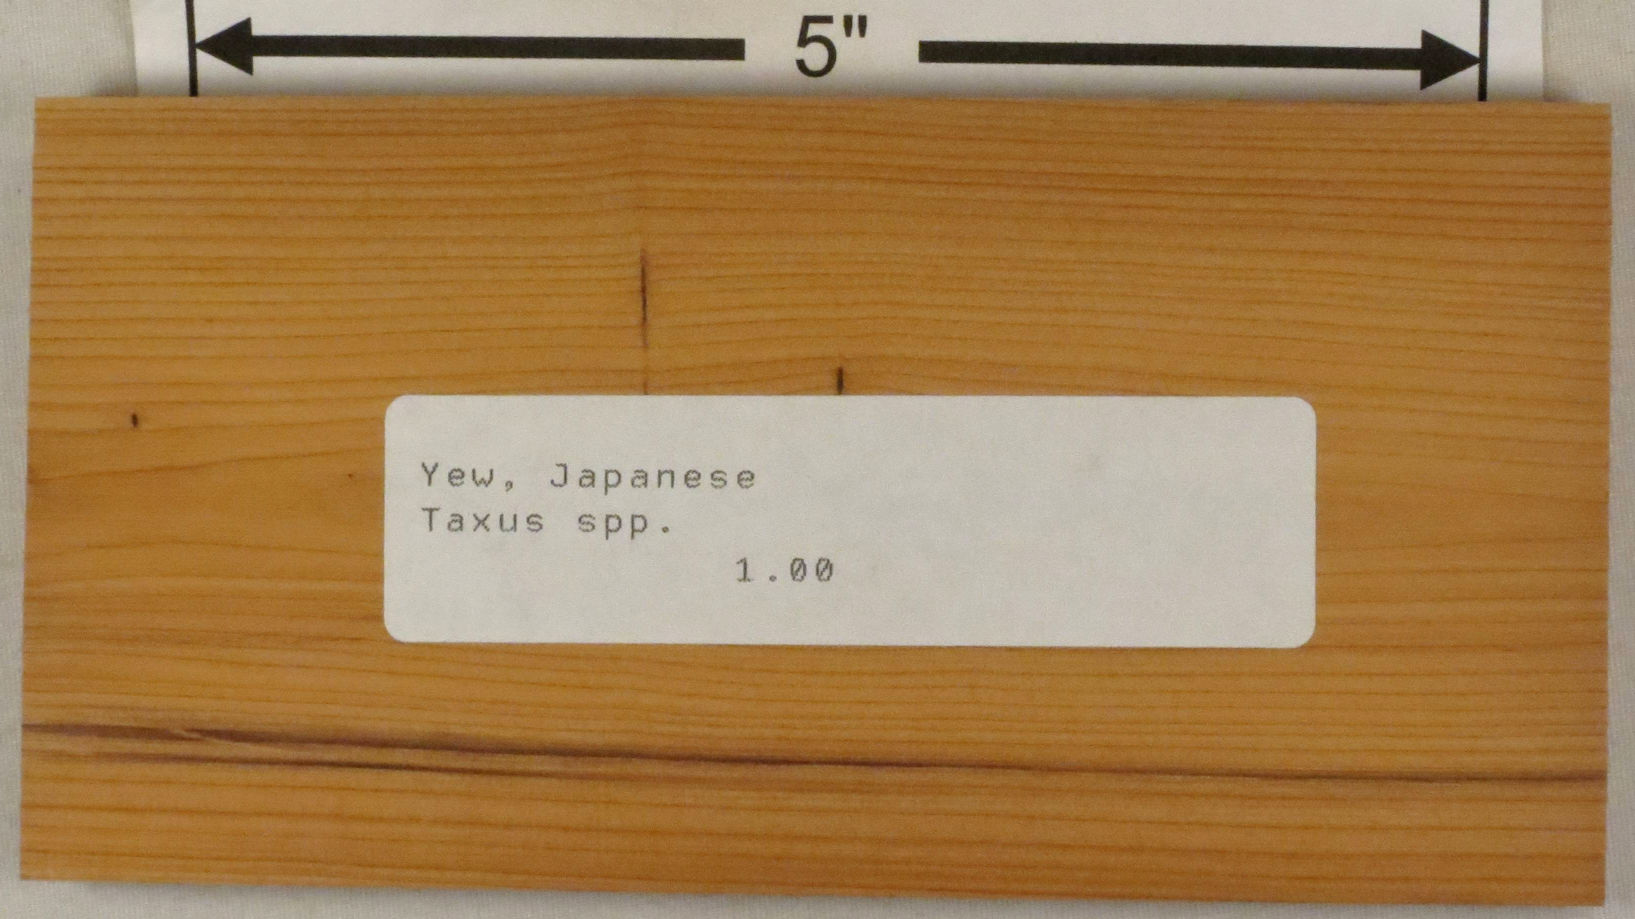 5"
Yew, Japanese
Taxus spp.
1.00